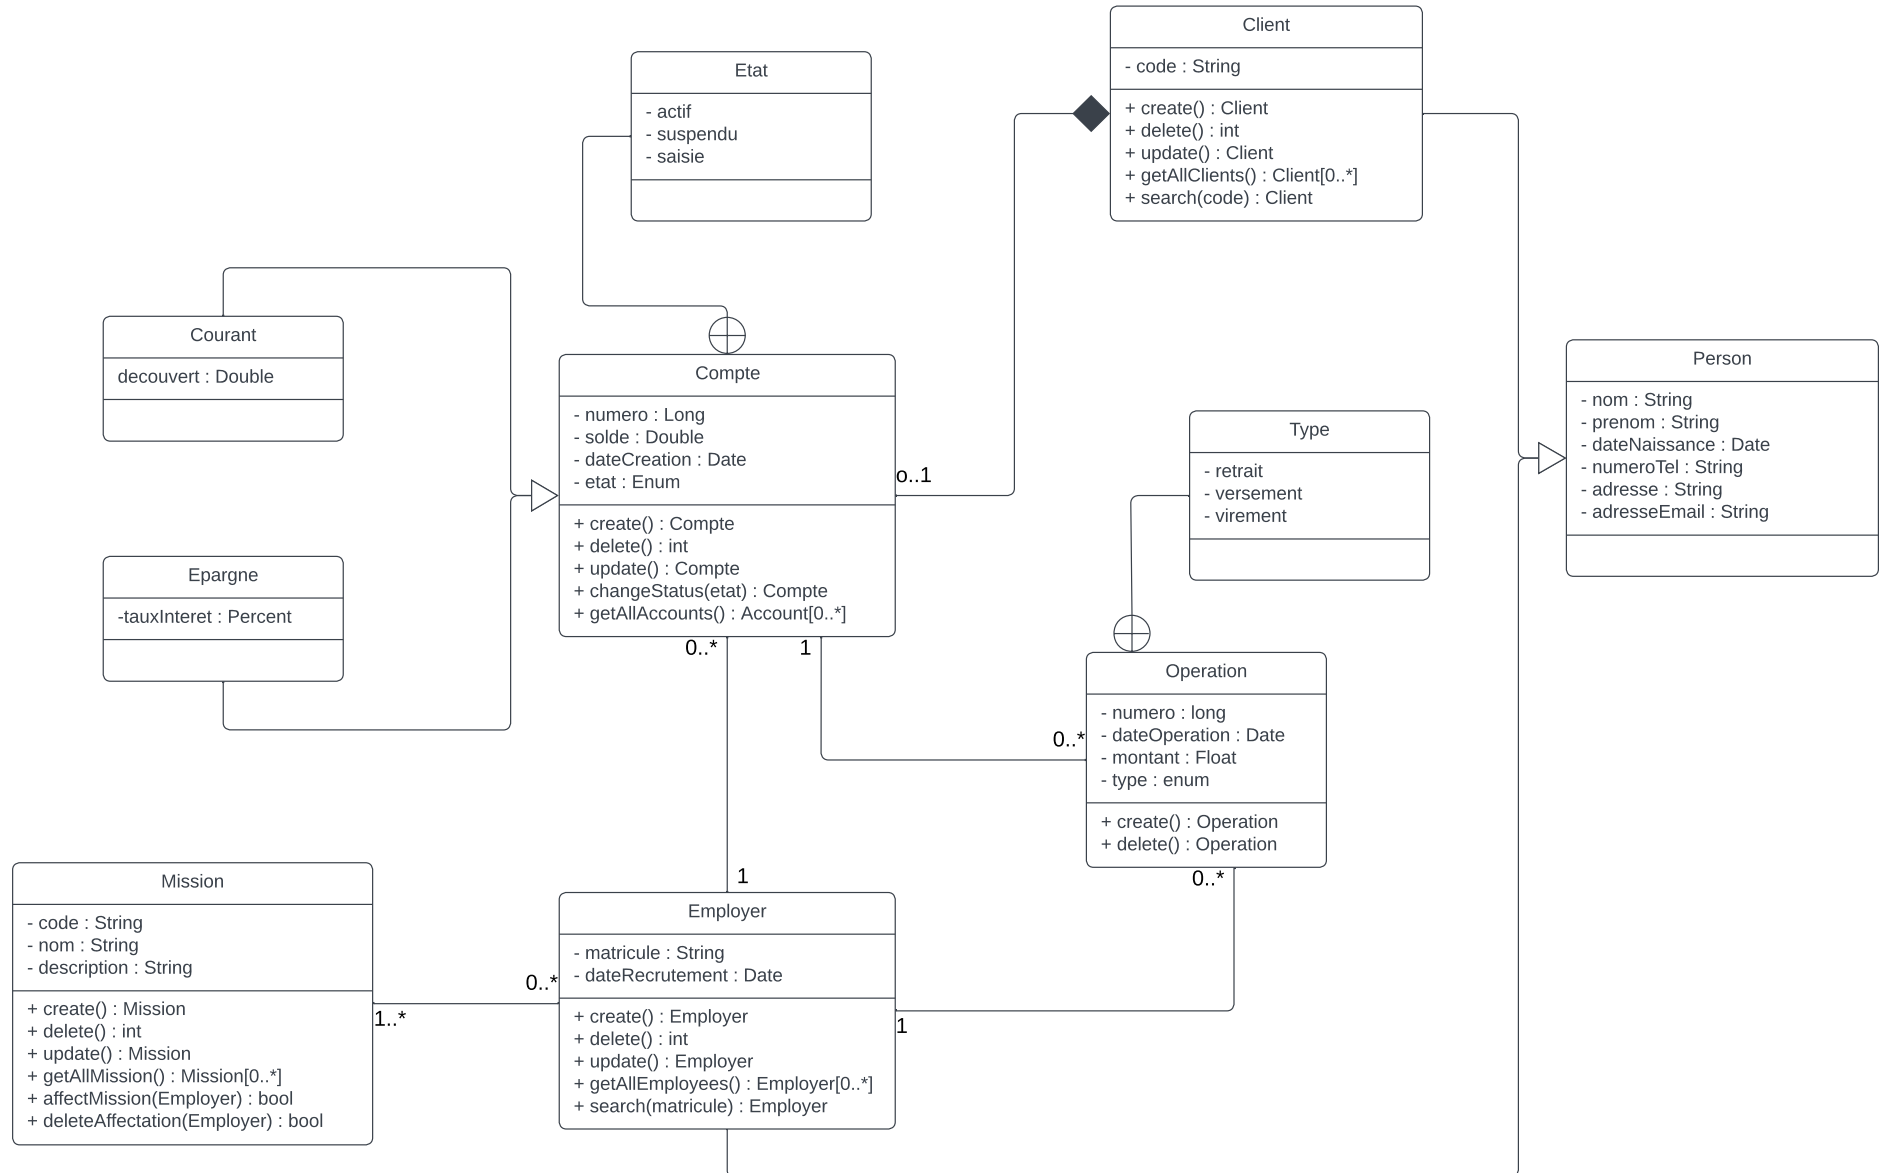 Client
- code : String
+ create() : Client
+ delete() : int
+ update() : Client
+ getAllClients() : Client[0..*]
+ search(code) : Client
Etat
- actif
- suspendu
- saisie
Courant
decouvert : Double
Compte
- numero : Long
- solde : Double
- dateCreation : Date
- etat : Enum
+ create() : Compte
+ delete() : int
+ update() : Compte
+ changeStatus(etat) : Compte
+ getAllAccounts() : Account[0..*]
o..1
Person
- nom : String
- prenom : String
- dateNaissance : Date
- numeroTel : String
- adresse : String
- adresseEmail : String
Type
- retrait
- versement
- virement
Epargne
-tauxInteret : Percent
0..*
1
Operation
- numero : long
- dateOperation : Date
- montant : Float
- type : enum
+ create() : Operation
+ delete() : Operation
0..*
0..*
1
Mission
- code : String
- nom : String
- description : String
+ create() : Mission
+ delete() : int
+ update() : Mission
+ getAllMission() : Mission[0..*]
+ affectMission(Employer) : bool
+ deleteAffectation(Employer) : bool
0..*
1..*
Employer
- matricule : String
- dateRecrutement : Date
+ create() : Employer
+ delete() : int
+ update() : Employer
+ getAllEmployees() : Employer[0..*]
+ search(matricule) : Employer
1